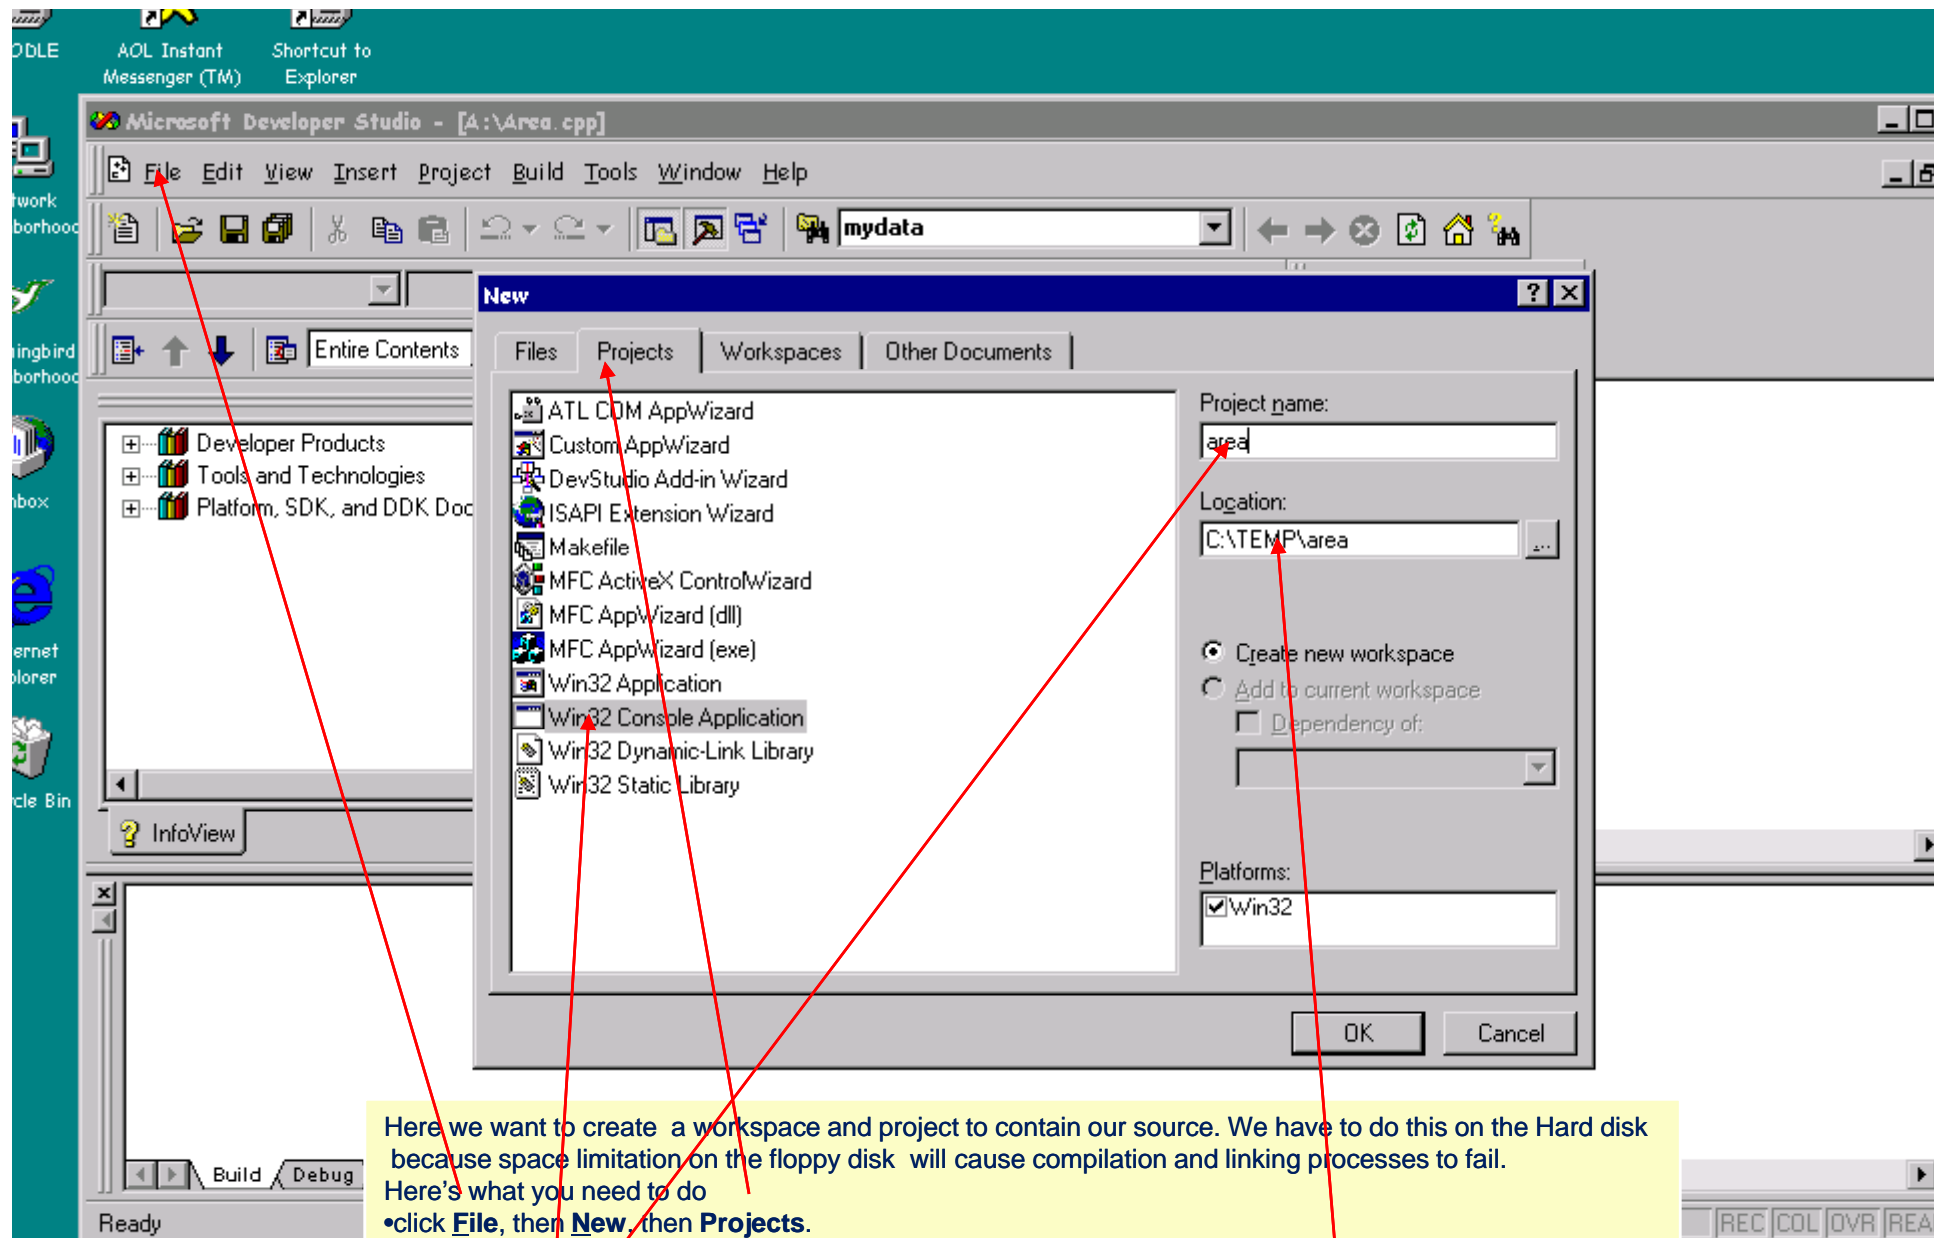 AOL Instant
Messenger (TM)
Shortcut to
Explorer
Microsoft Developer Studio - [A:\Area.cpp]
File Edit View Insert Project Build Tools Window Help
mydata
New
Entire Contents
Files Projects Workspaces Other Documents
Developer Products
Tools and Technologies
Platform, SDK, and DDK Doc
ATL COM AppWizard
Custom AppWizard
DevStudio Add-in Wizard
ISAPI Extension Wizard
Makefile
MFC ActiveX ControlWizard
MFC AppWizard (dll)
MFC AppWizard (exe)
Win32 Application
Win32 Console Application
Win32 Dynamic-Link Library
Win32 Static Library
Project name:
area
Location:
C:\TEMP\area
...
Create new workspace
Add to current workspace
Dependency of:
Platforms:
Win32
OK Cancel
InfoView
cle Bin
Build Debug
Ready
REC COL OVR REA
Here we want to create a workspace and project to contain our source. We have to do this on the Hard disk
because space limitation on the floppy disk will cause compilation and linking processes to fail.
Here's what you need to do
•click File, then New, then Projects.